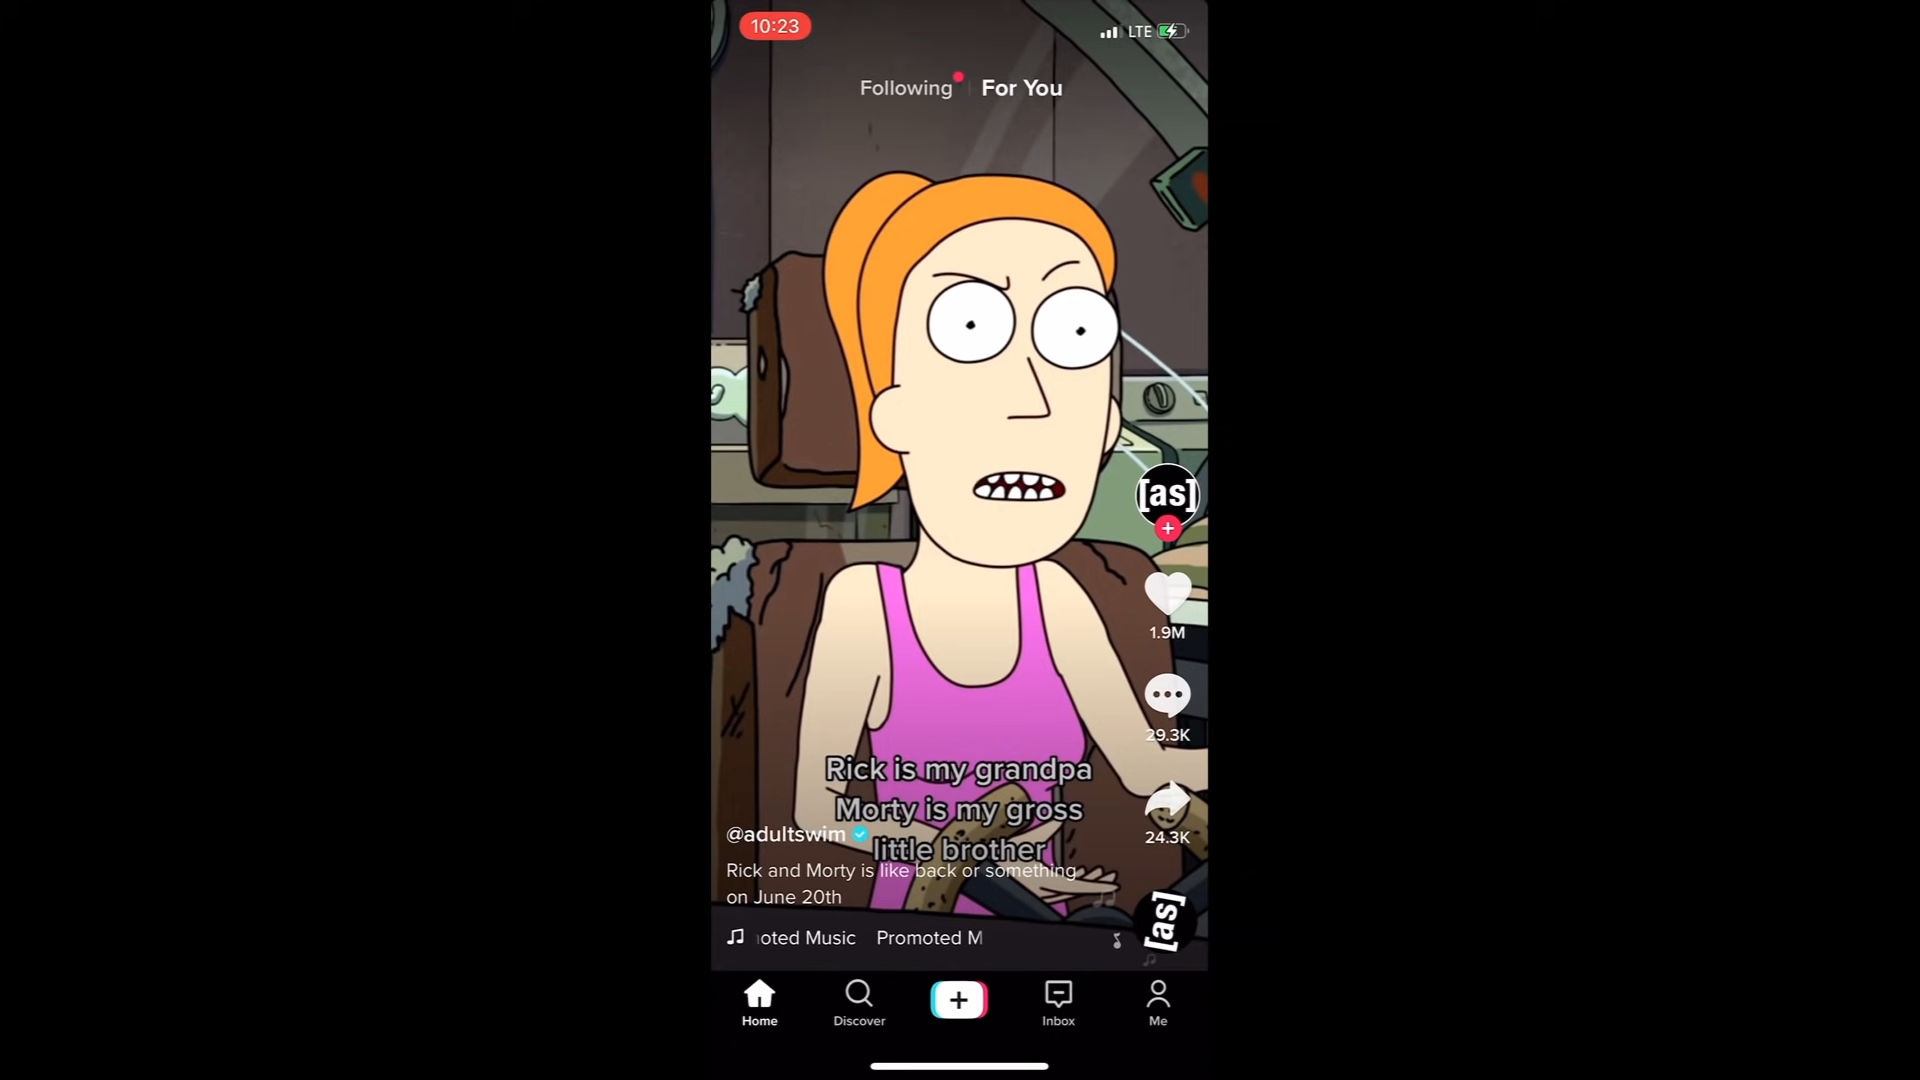 10:23
LTE
Following
For You
[as]
1.9M
29.3K
24.3K
Rick is my grandpa
Morty is my gross
little brother
@adultswim
Rick and Morty is like back or something
on June 20th
oted Music Promoted M
[as]
Home
Discover
Inbox
Me